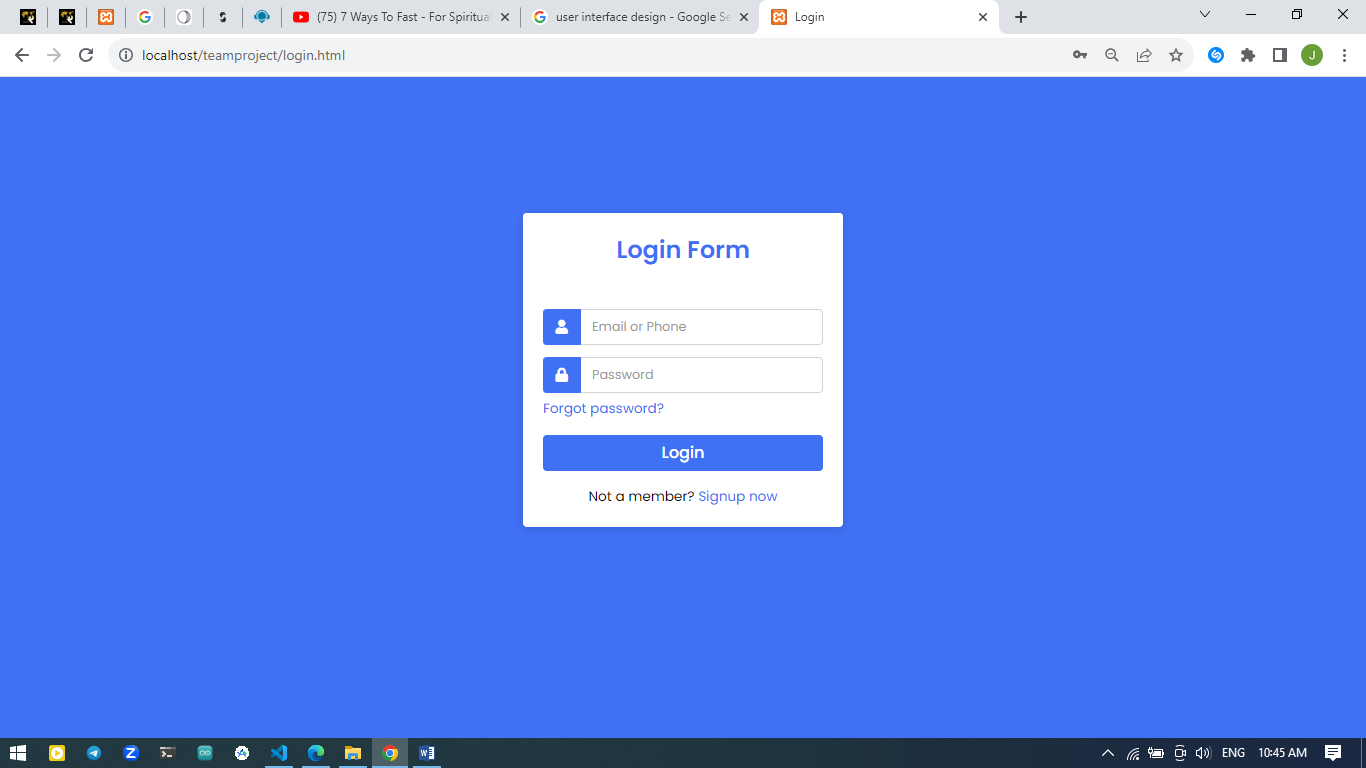 (75) 7 Ways To Fast - For Spiritual
user interface design - Google Se
Login
localhost/teamproject/login.html
J
Login Form
Email or Phone
Password
Forgot password?
Login
Not a member? Signup now
ENG
10:45 AM